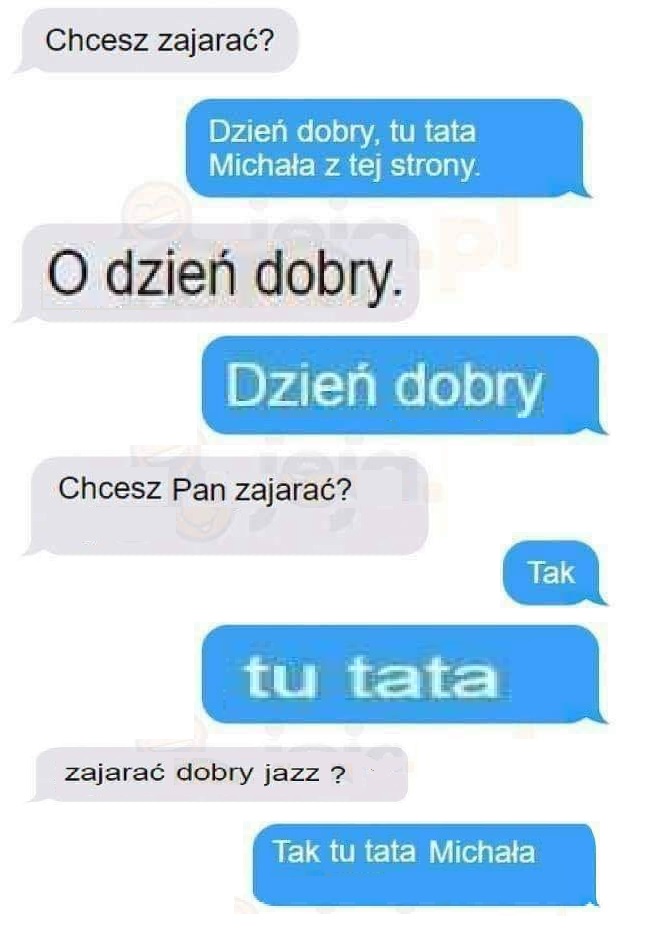 Chcesz zajarać?
Dzień dobry, tu tata
Michała z tej strony.
O dzień dobry.
Dzień dobry
Chcesz Pan zajarać?
Tak
tu tata
zajarać dobry jazz ?
Tak tu tata Michała